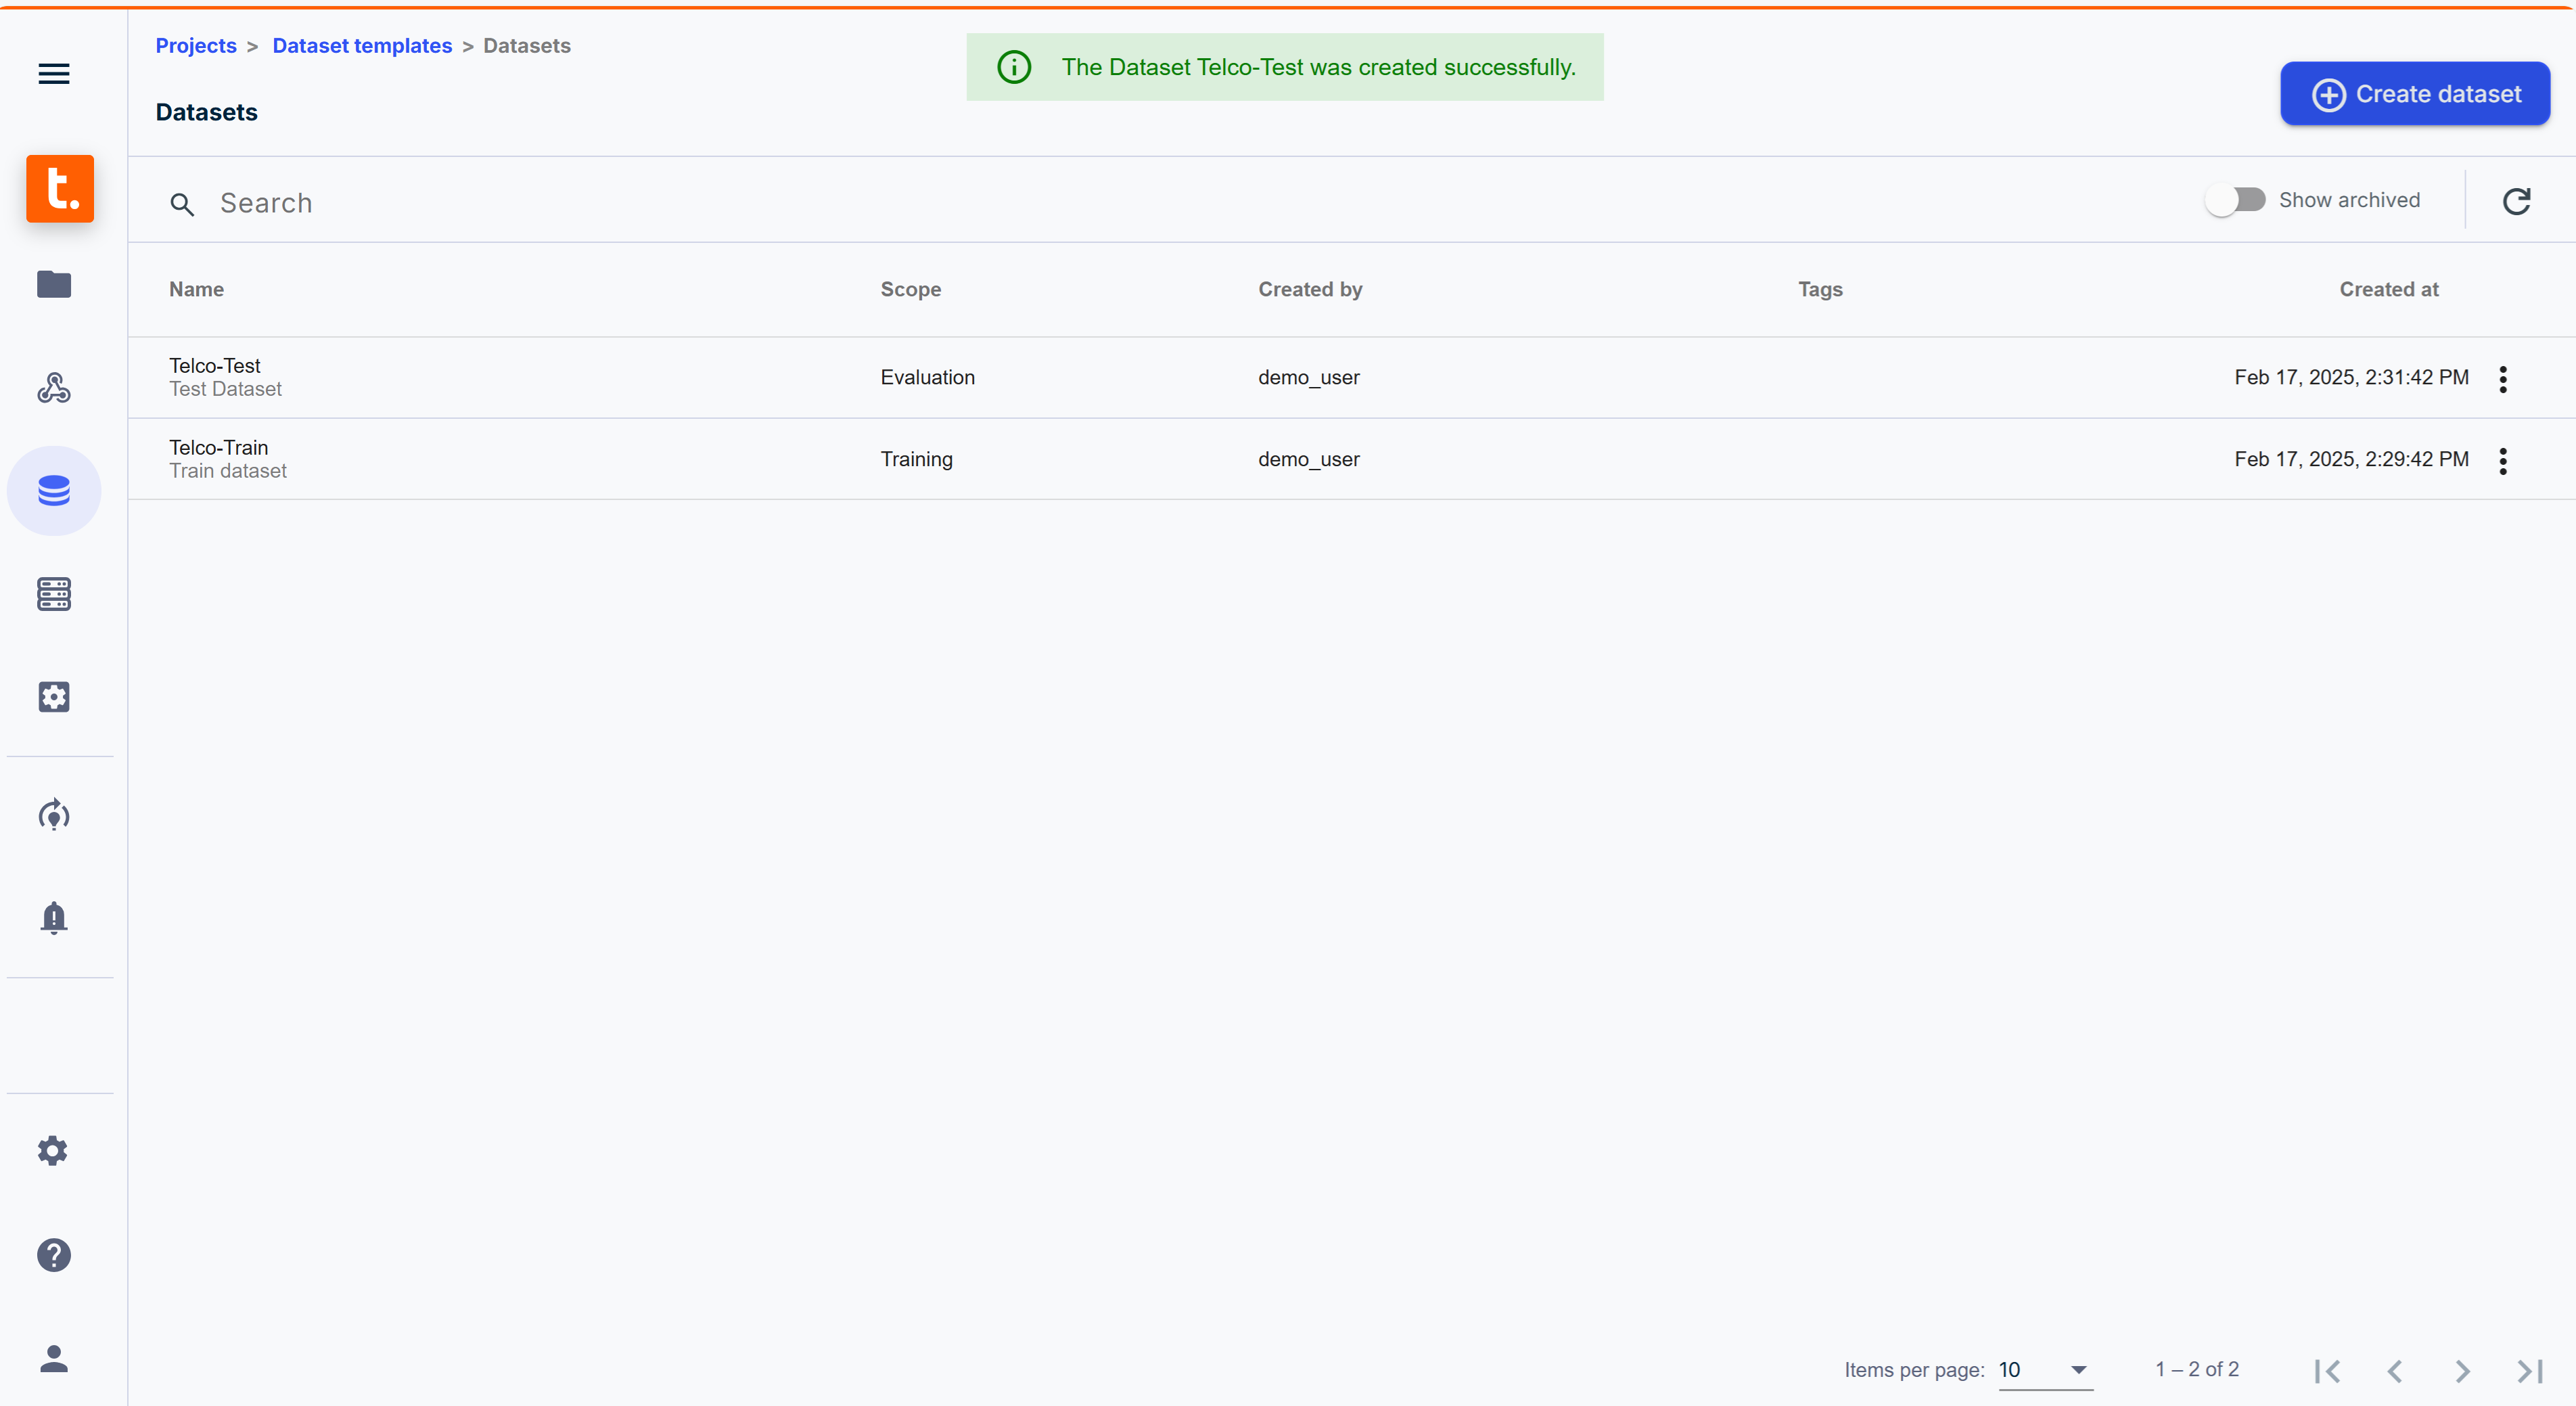 Projects > Dataset templates > Datasets
The Dataset Telco-Test was created successfully.
Datasets
Create dataset
t.
Search
Show archived
Name Scope Created by Tags Created at
Telco-Test
Test Dataset
Evaluation demo_user Feb 17, 2025, 2:31:42 PM
Telco-Train
Train dataset
Training demo_user Feb 17, 2025, 2:29:42 PM
Items per page: 10 1 – 2 of 2